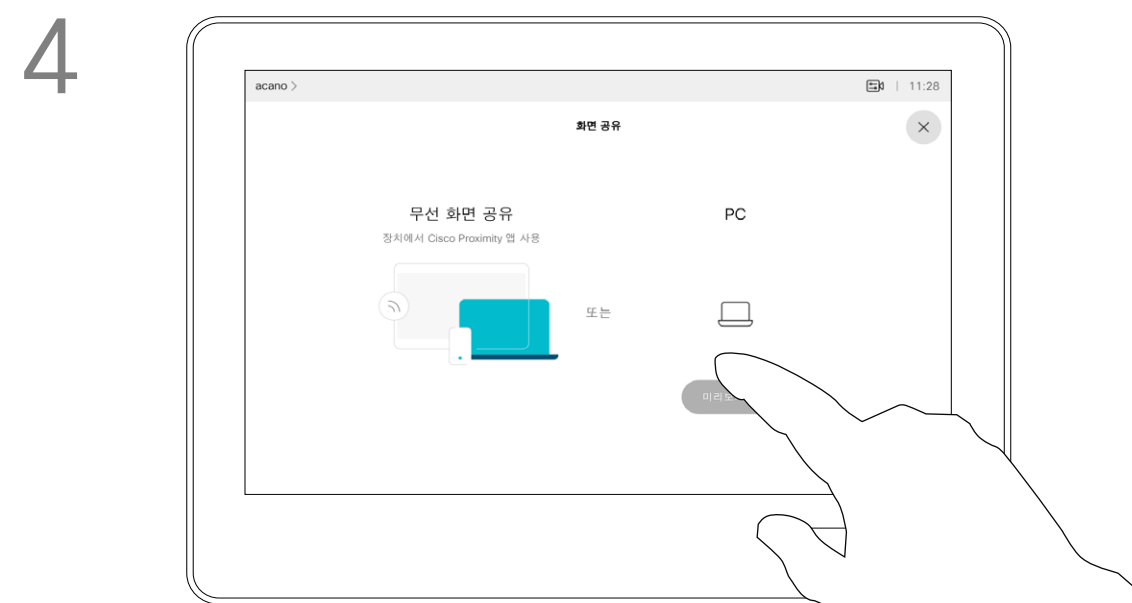 4
acano >
11:28
화면 공유
무선 화면 공유
장치에서 Cisco Proximity 앱 사용
또는
PC